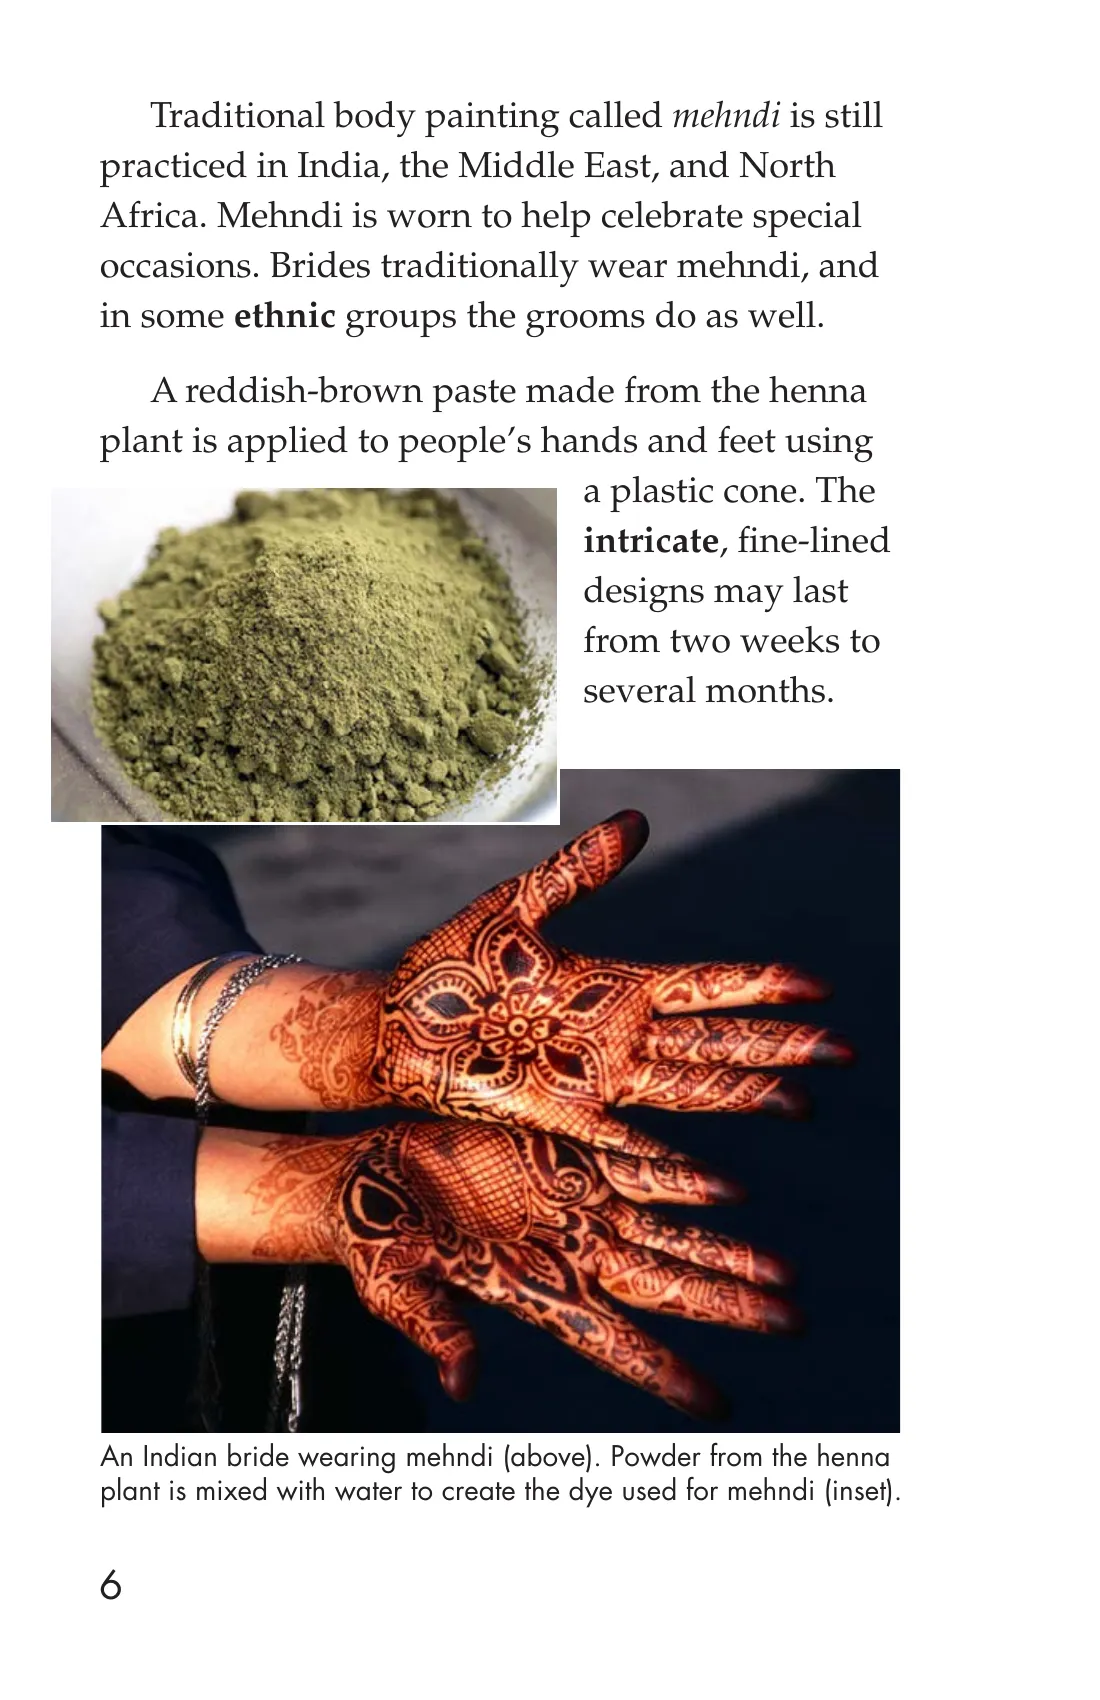 Traditional body painting called mehndi is still
practiced in India, the Middle East, and North
Africa. Mehndi is worn to help celebrate special
occasions. Brides traditionally wear mehndi, and
in some ethnic groups the grooms do as well.
A reddish-brown paste made from the henna
plant is applied to people’s hands and feet using
a plastic cone. The
intricate, fine-lined
designs may last
from two weeks to
several months.
An Indian bride wearing mehndi (above). Powder from the henna
plant is mixed with water to create the dye used for mehndi (inset).
6